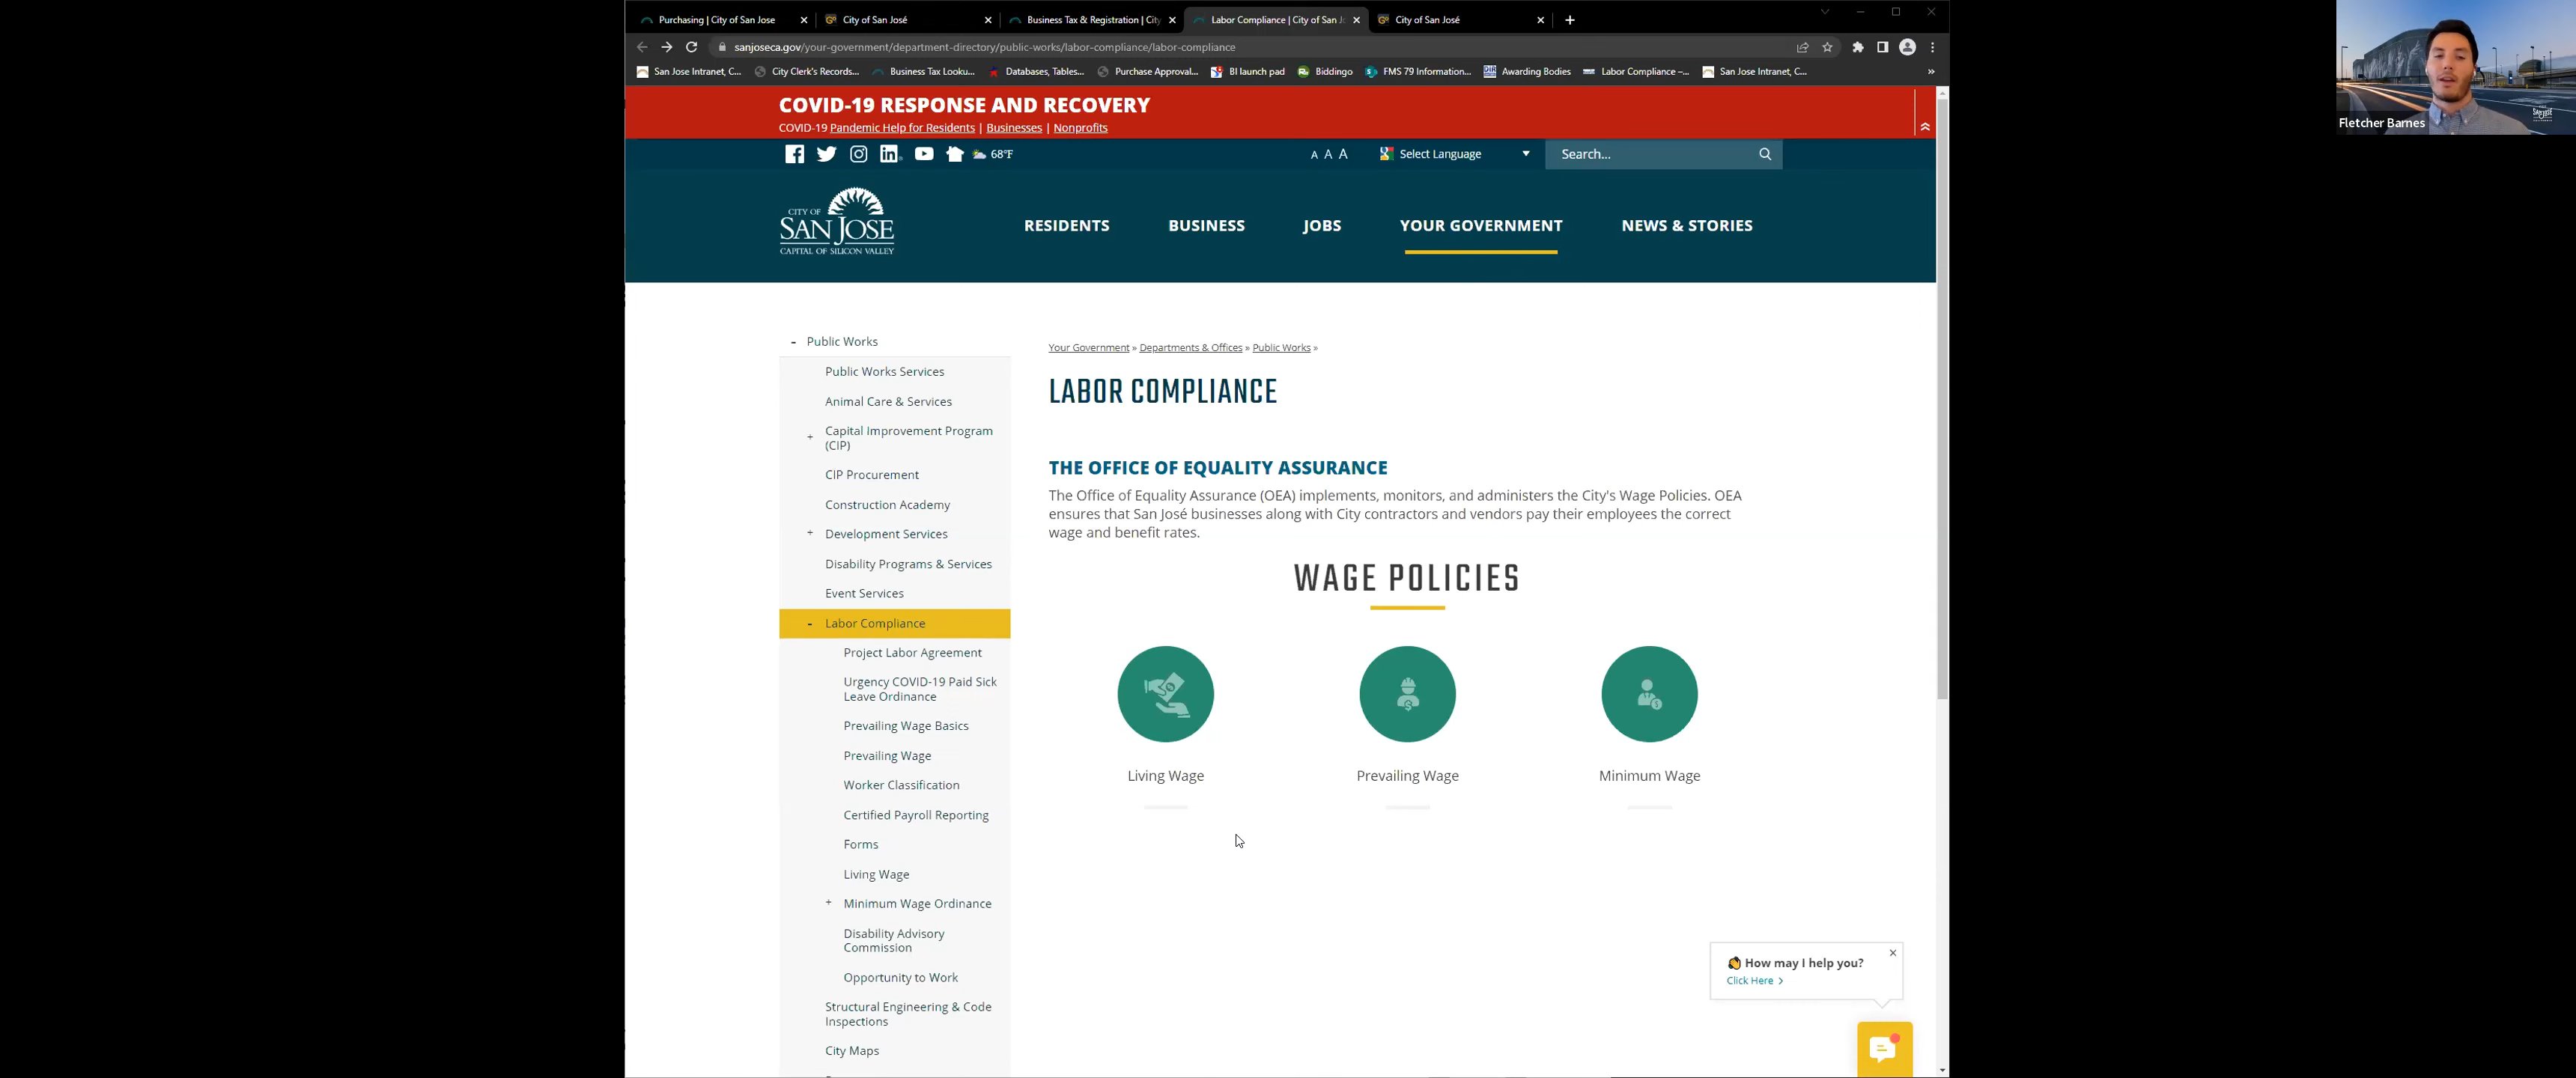 Purchasing | City of San Jose
City of San José
Business Tax & Registration | City
Labor Compliance | City of San Jo
City of San José
sanjoseca.gov/your-government/department-directory/public-works/labor-compliance/labor-compliance
San Jose Intranet, C...
City Clerk's Records...
Business Tax Looku...
Databases, Tables...
Purchase Approval...
BI launch pad
Biddingo
FMS 79 Information...
Awarding Bodies
Labor Compliance –...
San Jose Intranet, C...
»
Fletcher Barnes
COVID-19 RESPONSE AND RECOVERY
COVID-19 Pandemic Help for Residents | Businesses | Nonprofits
68°F
A A A
Select Language
Search...
CITY OF
SAN JOSE
CAPITAL OF SILICON VALLEY
RESIDENTS
BUSINESS
JOBS
YOUR GOVERNMENT
NEWS & STORIES
- Public Works
Public Works Services
Animal Care & Services
+ Capital Improvement Program
(CIP)
CIP Procurement
Construction Academy
+ Development Services
Disability Programs & Services
Event Services
- Labor Compliance
Project Labor Agreement
Urgency COVID-19 Paid Sick
Leave Ordinance
Prevailing Wage Basics
Prevailing Wage
Worker Classification
Certified Payroll Reporting
Forms
Living Wage
+ Minimum Wage Ordinance
Disability Advisory
Commission
Opportunity to Work
Structural Engineering & Code
Inspections
City Maps
Your Government » Departments & Offices » Public Works »
LABOR COMPLIANCE
THE OFFICE OF EQUALITY ASSURANCE
The Office of Equality Assurance (OEA) implements, monitors, and administers the City's Wage Policies. OEA
ensures that San José businesses along with City contractors and vendors pay their employees the correct
wage and benefit rates.
WAGE POLICIES
Living Wage
Prevailing Wage
Minimum Wage
How may I help you?
Click Here >